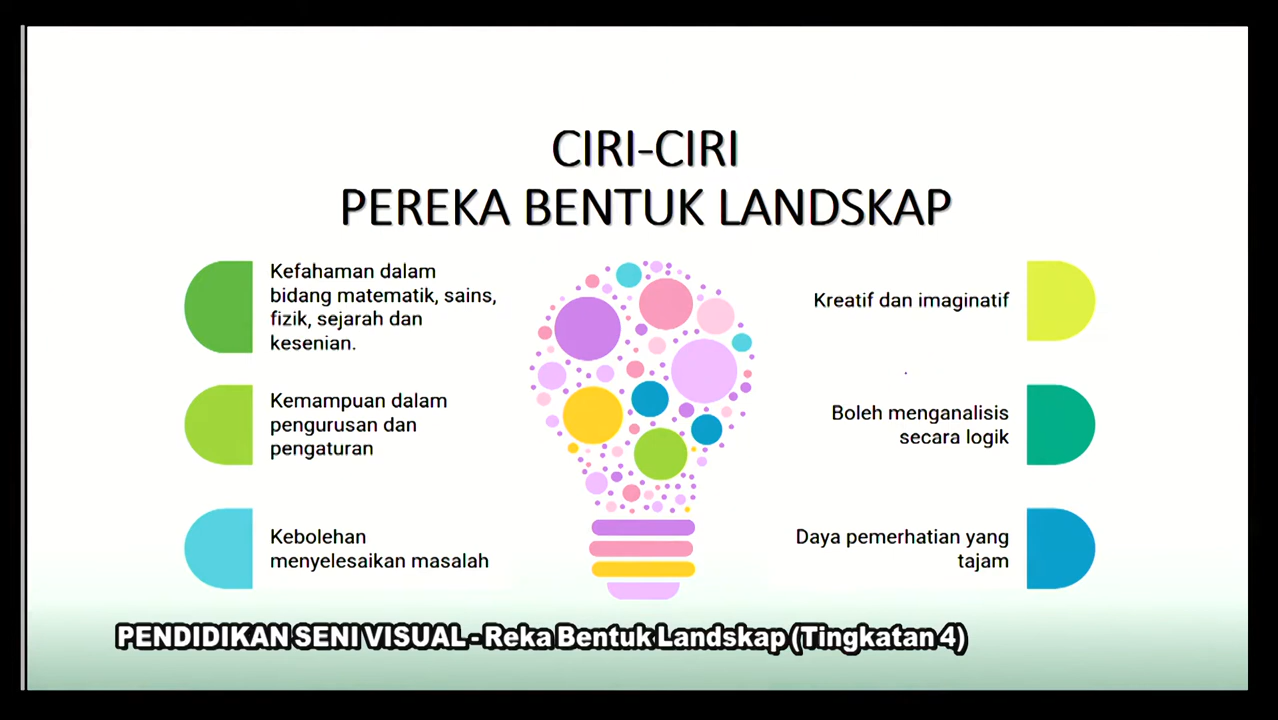 CIRI-CIRI
PEREKA BENTUK LANDSKAP
Kefahaman dalam
bidang matematik, sains,
fizik, sejarah dan
kesenian.
Kemampuan dalam
pengurusan dan
pengaturan
Kebolehan
menyelesaikan masalah
Kreatif dan imaginatif
Boleh menganalisis
secara logik
Daya pemerhatian yang
tajam
PENDIDIKAN SENI VISUAL - Reka Bentuk Landskap (Tingkatan 4)